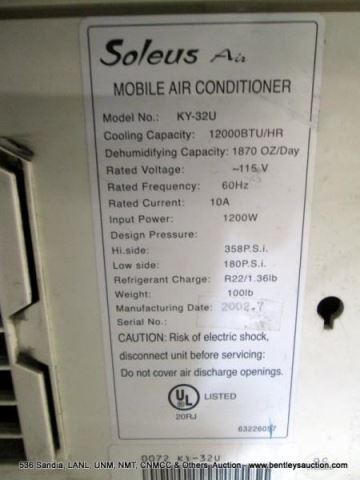 Soleus Air
MOBILE AIR CONDITIONER
Model No.: KY-32U
Cooling Capacity: 12000BTU/HR
Dehumidifying Capacity: 1870 OZ/Day
Rated Voltage: ~115 V
Rated Frequency: 60Hz
Rated Current: 10A
Input Power: 1200W
Design Pressure:
Hi.side: 358P.S.i.
Low side: 180P.S.i.
Refrigerant Charge: R22/1.36lb
Weight: 100lb
Manufacturing Date: 2002.7
Serial No.:
CAUTION: Risk of electric shock,
disconnect unit before servicing:
Do not cover air discharge openings.
UL LISTED
20RJ
63226057
0072 KY-32U
536 Sandia, LANL, UNM, NMT, CNMCC & Others, Auction - www.bentleysauction.com